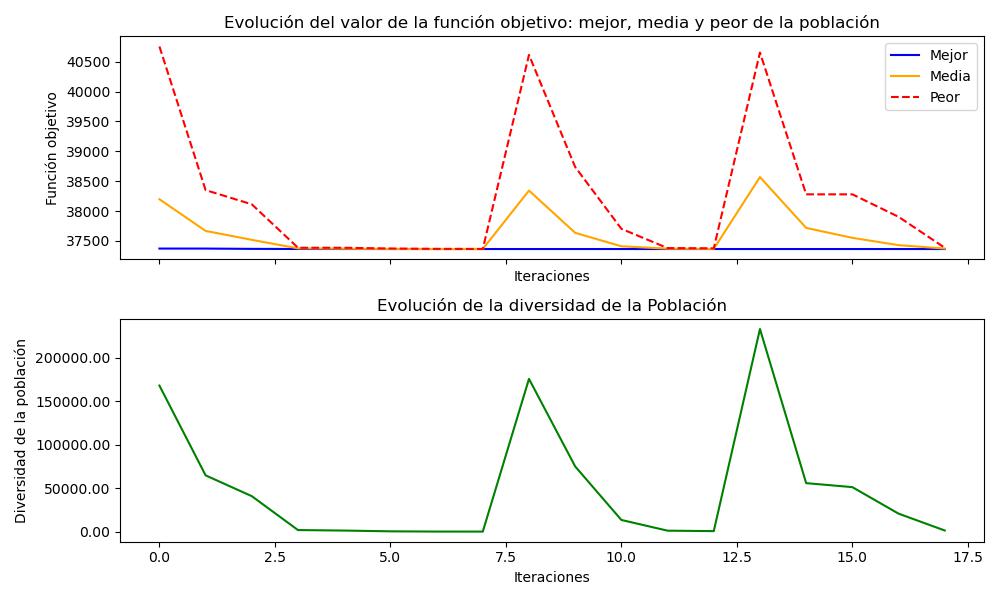 Evolución del valor de la función objetivo: mejor, media y peor de la población
Función objetivo
40500
40000
39500
39000
38500
38000
37500
Mejor
Media
Peor
Iteraciones
Evolución de la diversidad de la Población
Diversidad de la población
200000.00
150000.00
100000.00
50000.00
0.00
0.0
2.5
5.0
7.5
10.0
12.5
15.0
17.5
Iteraciones